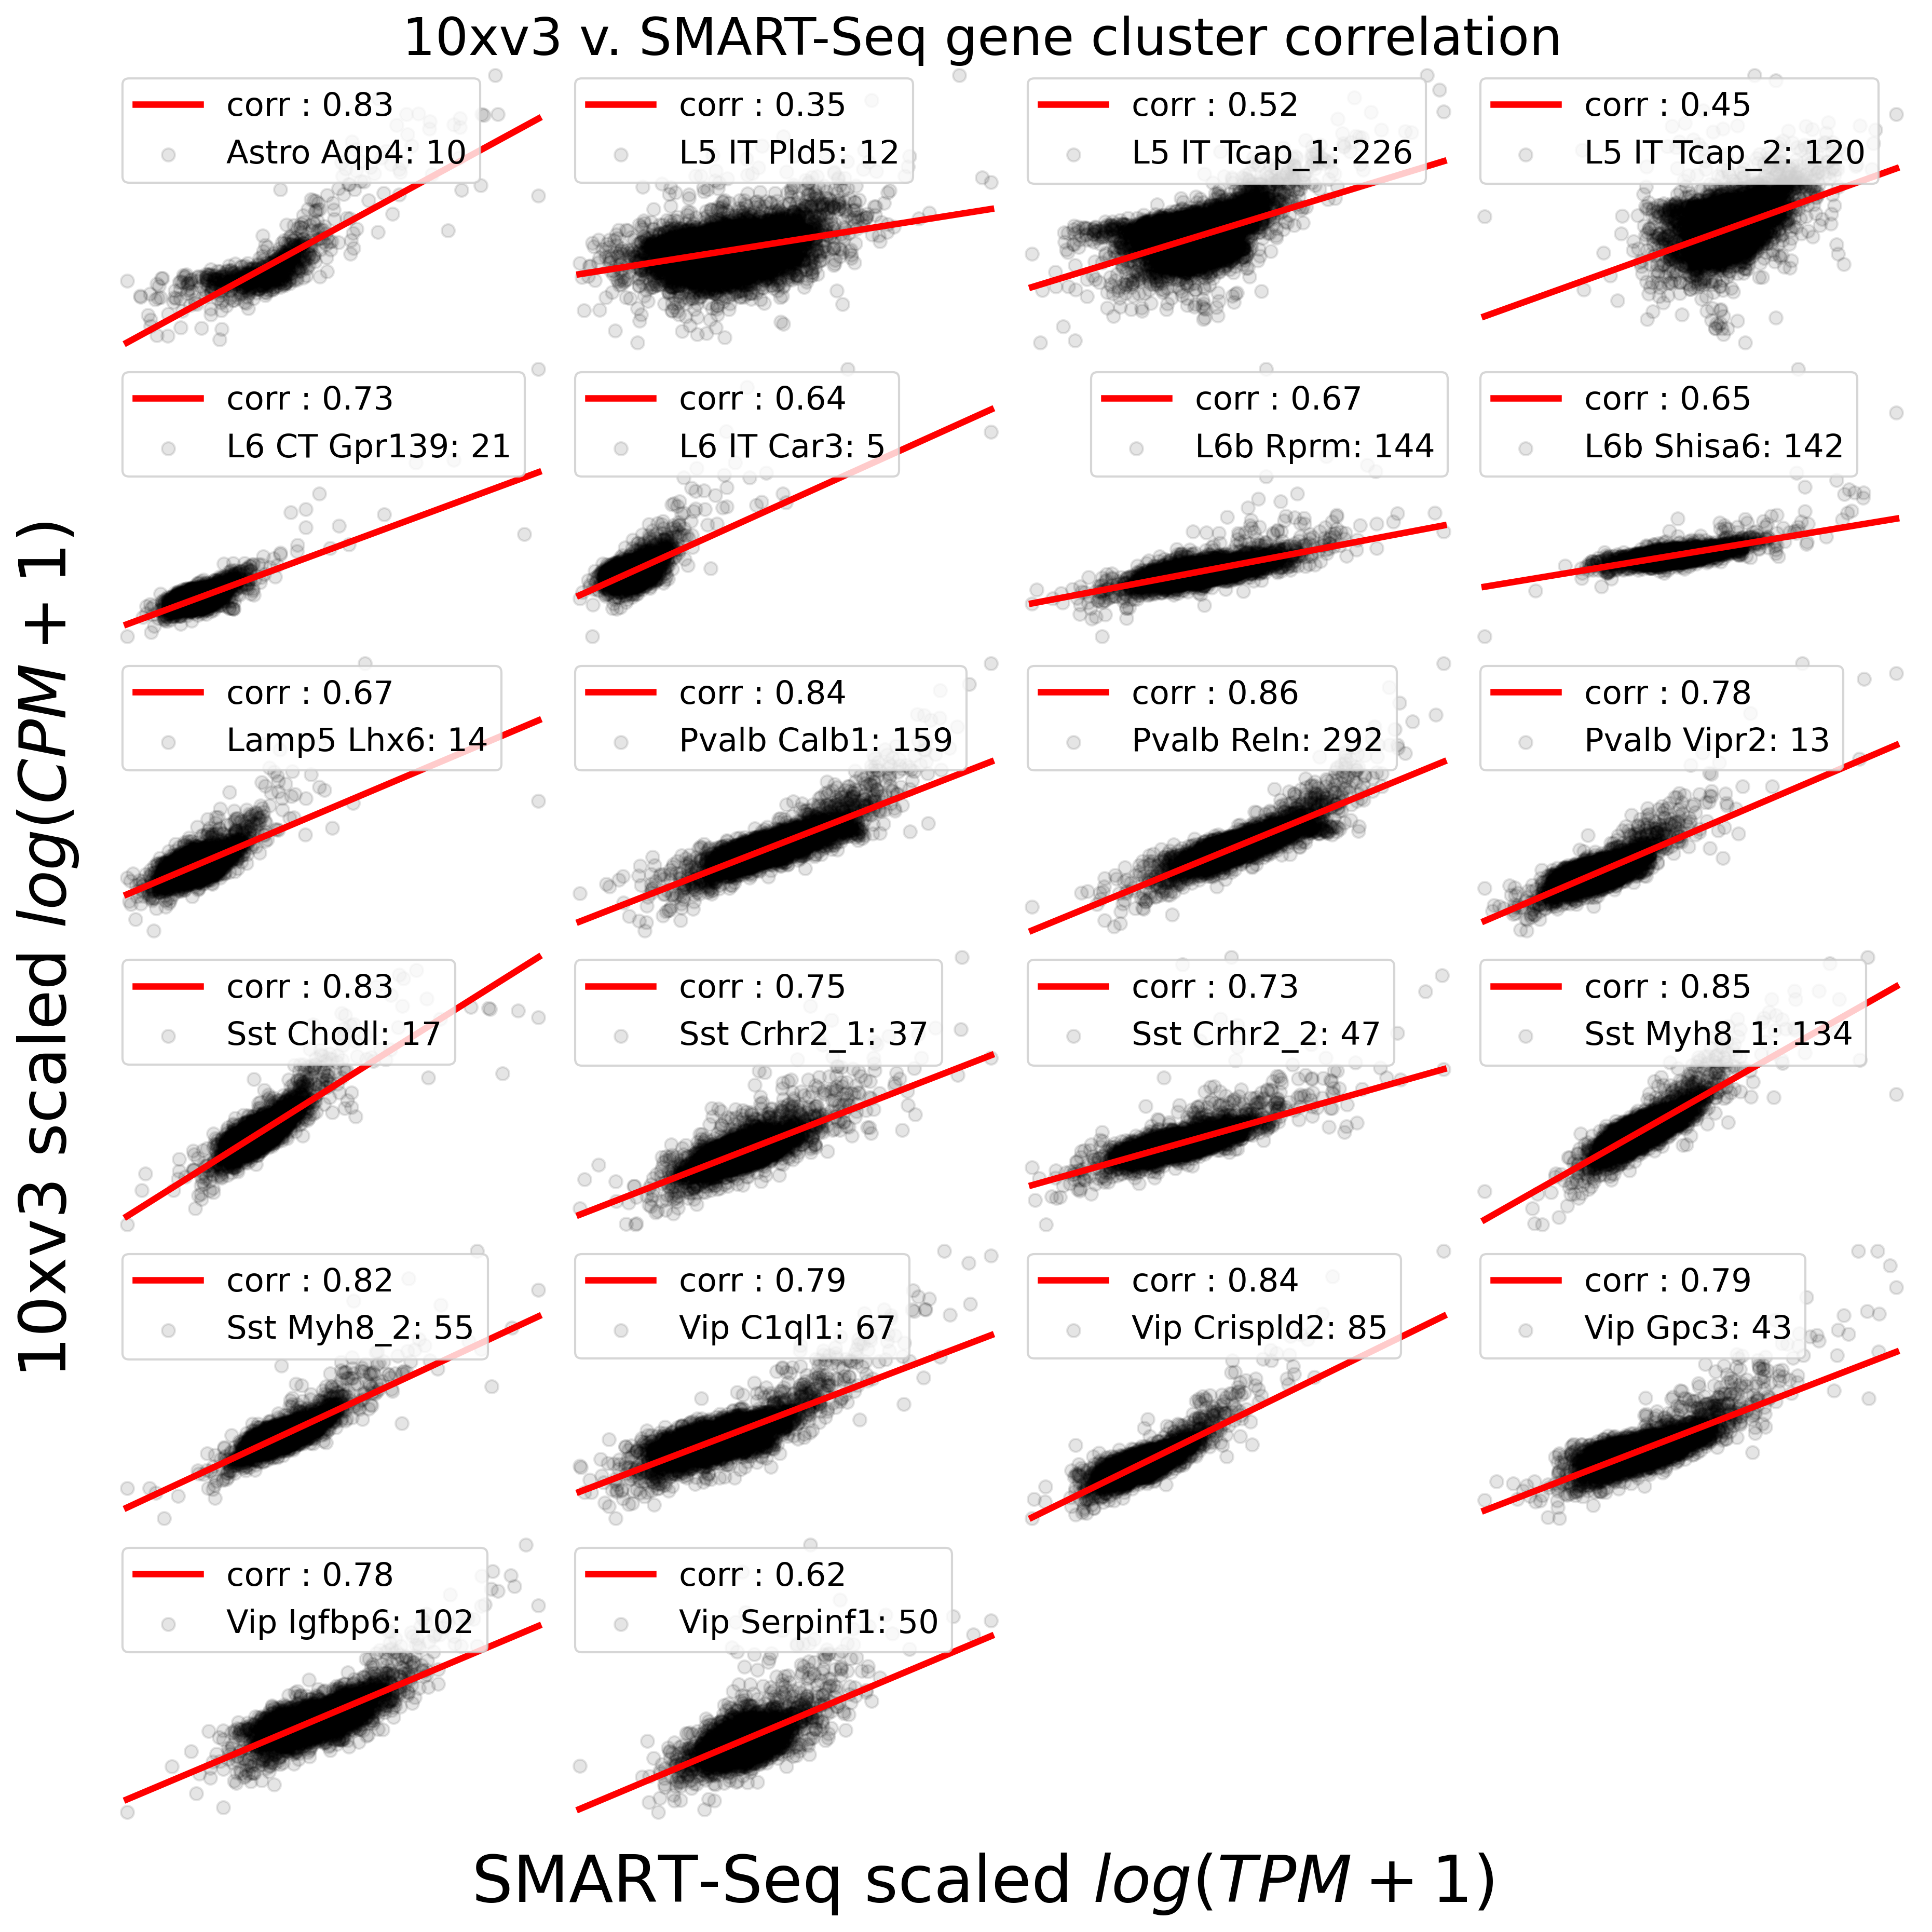 10xv3 v. SMART-Seq gene cluster correlation
corr : 0.83
Astro Aqp4: 10
corr : 0.35
L5 IT Pld5: 12
corr : 0.52
L5 IT Tcap_1: 226
corr : 0.45
L5 IT Tcap_2: 120
corr : 0.73
L6 CT Gpr139: 21
corr : 0.64
L6 IT Car3: 5
corr : 0.67
L6b Rprm: 144
corr : 0.65
L6b Shisa6: 142
corr : 0.67
Lamp5 Lhx6: 14
corr : 0.84
Pvalb Calb1: 159
corr : 0.86
Pvalb Reln: 292
corr : 0.78
Pvalb Vipr2: 13
corr : 0.83
Sst Chodl: 17
corr : 0.75
Sst Crhr2_1: 37
corr : 0.73
Sst Crhr2_2: 47
corr : 0.85
Sst Myh8_1: 134
corr : 0.82
Sst Myh8_2: 55
corr : 0.79
Vip C1ql1: 67
corr : 0.84
Vip Crispld2: 85
corr : 0.79
Vip Gpc3: 43
corr : 0.78
Vip Igfbp6: 102
corr : 0.62
Vip Serpinf1: 50
10xv3 scaled log(CPM + 1)
SMART-Seq scaled log(TPM + 1)